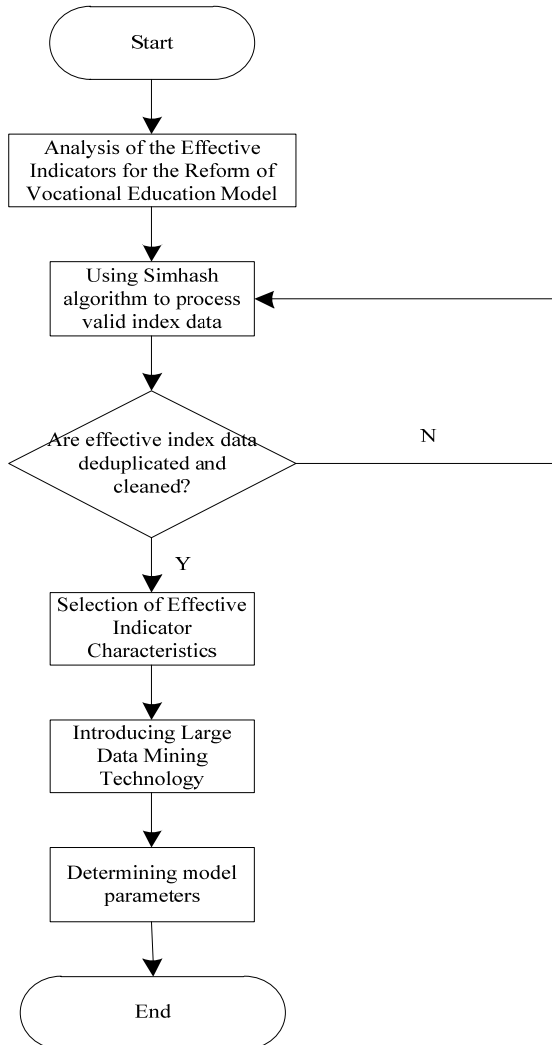 Start
Analysis of the Effective
Indicators for the Reform of
Vocational Education Model
Using Simhash
algorithm to process
valid index data
Are effective index data
deduplicated and
cleaned?
N
Y
Selection of Effective
Indicator
Characteristics
Introducing Large
Data Mining
Technology
Determining model
parameters
End